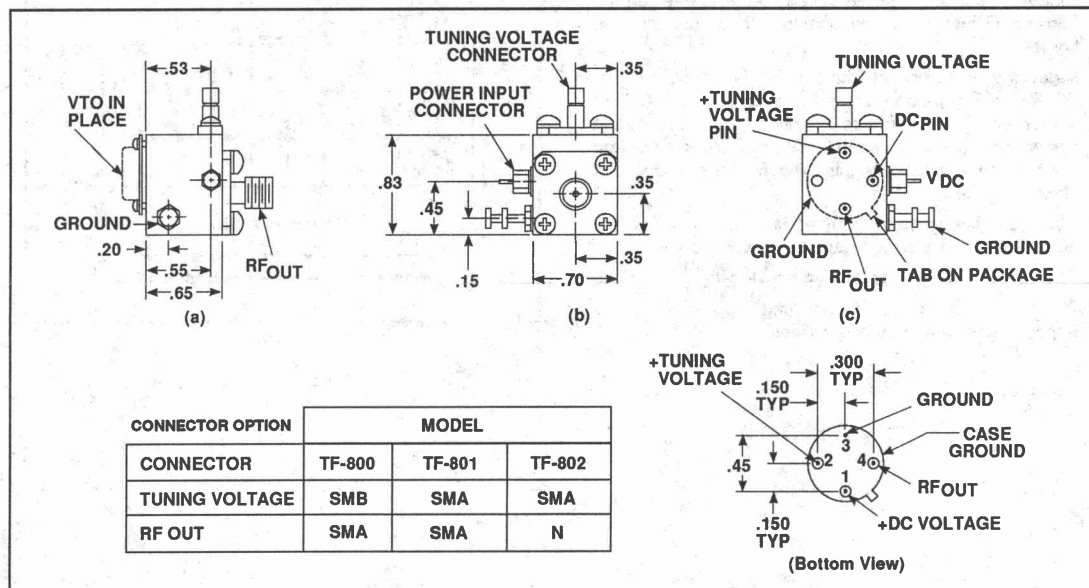 .53
VTO IN
PLACE
GROUND
.20
.55
.65
RFOUT
(a)
TUNING VOLTAGE
CONNECTOR
.35
POWER INPUT
CONNECTOR
.83
.45
.35
.15
.35
.70
(b)
TUNING VOLTAGE
+TUNING
VOLTAGE
PIN
DCPIN
VDC
GROUND
GROUND
RFOUT
TAB ON PACKAGE
(c)
CONNECTOR OPTION MODEL
CONNECTOR TF-800 TF-801 TF-802
TUNING VOLTAGE SMB SMA SMA
RF OUT SMA SMA N
+TUNING
VOLTAGE
.300
TYP
.150
TYP
GROUND
CASE
GROUND
3
.45
2
4
1
RFOUT
.150
TYP
+DC VOLTAGE
(Bottom View)